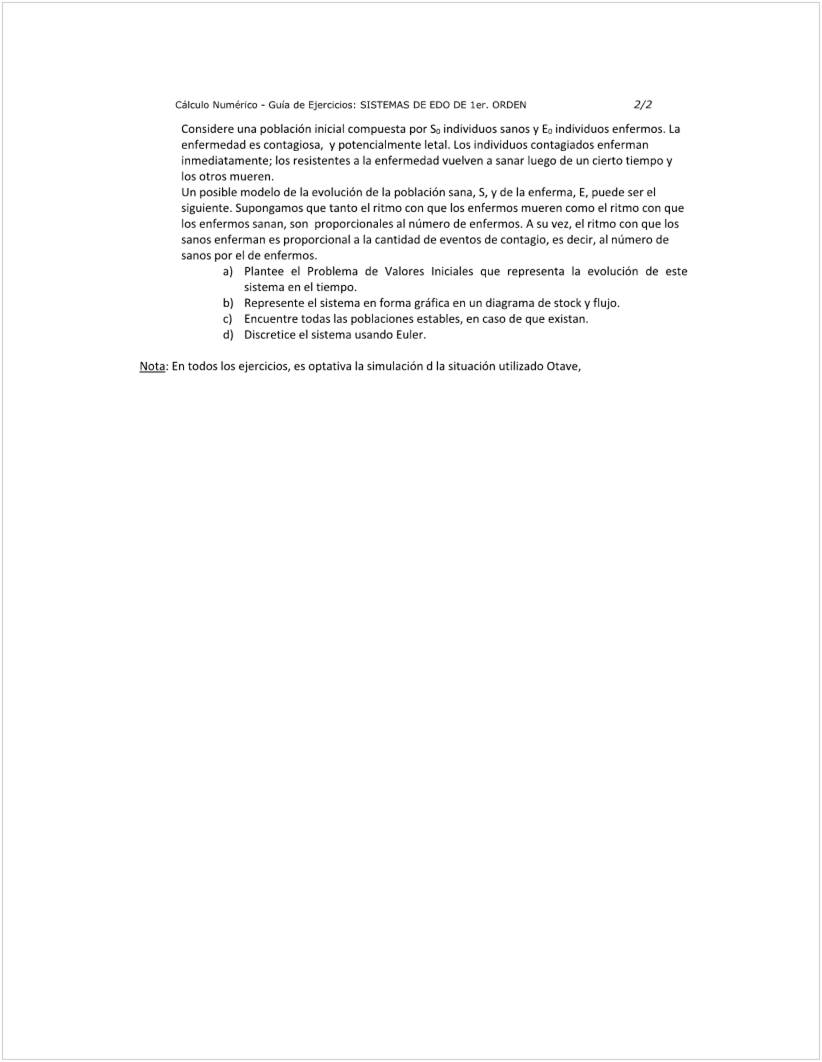 Cálculo Numérico - Guía de Ejercicios: SISTEMAS DE EDO DE 1er. ORDEN 2/2
Considere una población inicial compuesta por S₀ individuos sanos y E₀ individuos enfermos. La
enfermedad es contagiosa, y potencialmente letal. Los individuos contagiados enferman
inmediatamente; los resistentes a la enfermedad vuelven a sanar luego de un cierto tiempo y
los otros mueren.
Un posible modelo de la evolución de la población sana, S, y de la enferma, E, puede ser el
siguiente. Supongamos que tanto el ritmo con que los enfermos mueren como el ritmo con que
los enfermos sanan, son proporcionales al número de enfermos. A su vez, el ritmo con que los
sanos enferman es proporcional a la cantidad de eventos de contagio, es decir, al número de
sanos por el de enfermos.
a) Plantee el Problema de Valores Iniciales que representa la evolución de este
sistema en el tiempo.
b) Represente el sistema en forma gráfica en un diagrama de stock y flujo.
c) Encuentre todas las poblaciones estables, en caso de que existan.
d) Discretice el sistema usando Euler.
Nota: En todos los ejercicios, es optativa la simulación d la situación utilizado Otave,